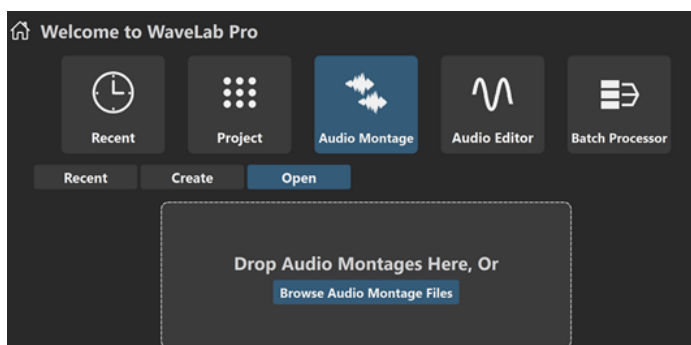 Welcome to WaveLab Pro
Recent Project Audio Montage Audio Editor Batch Processor
Recent Create Open
Drop Audio Montages Here, Or
Browse Audio Montage Files